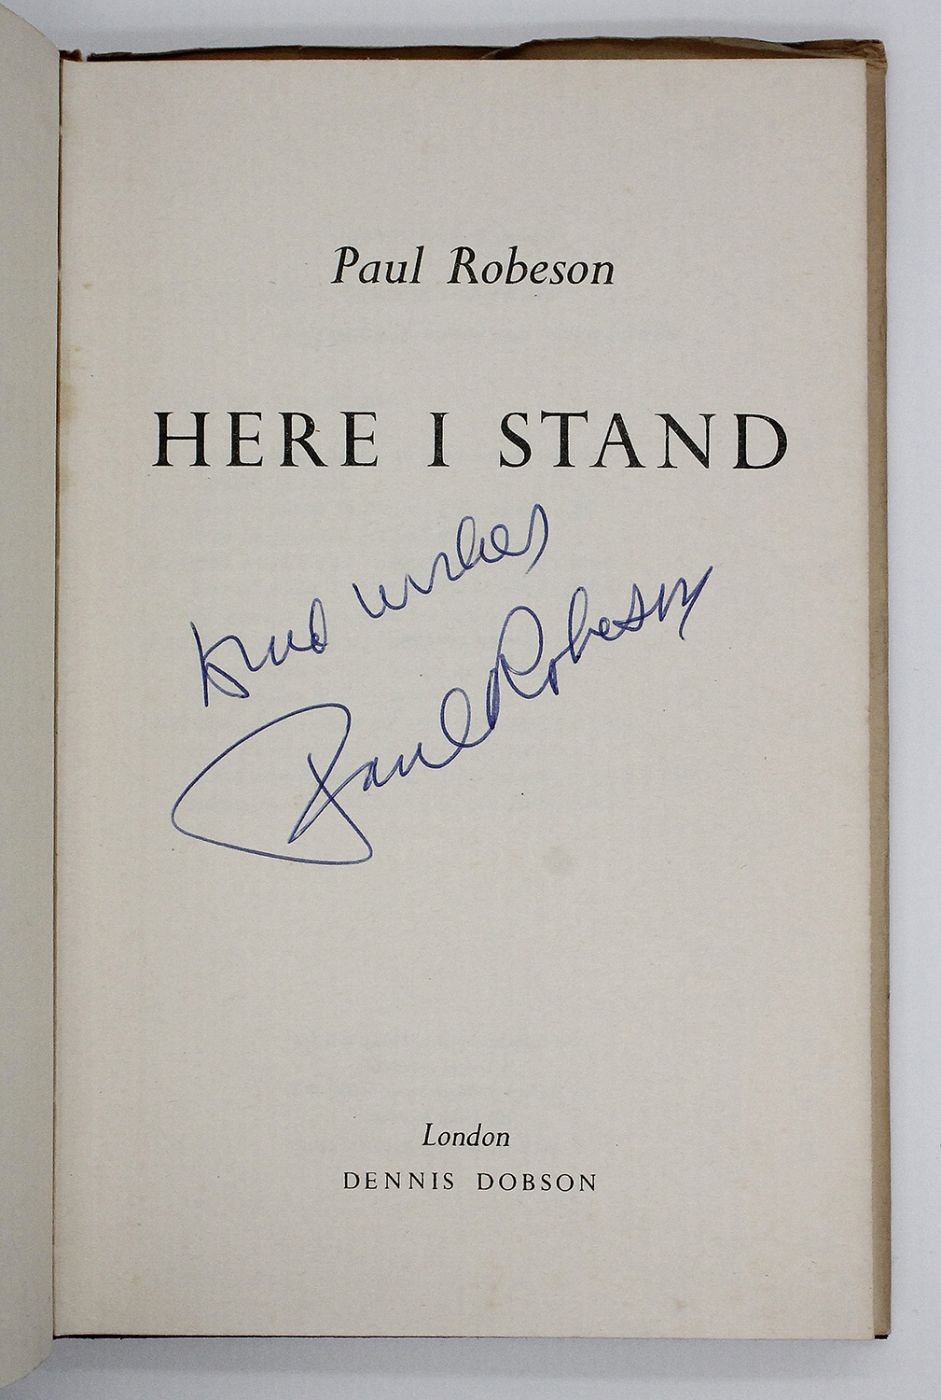 Paul Robeson
HERE I STAND
Kind wishes
Paul Robeson
London
DENNIS DOBSON